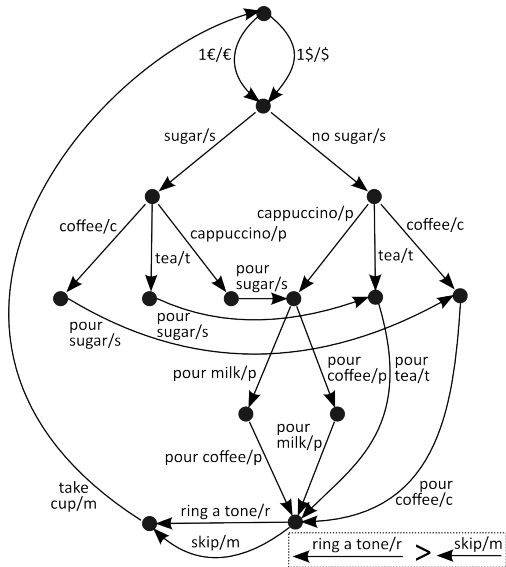 1€/€
1$/$
sugar/s
no sugar/s
coffee/c
tea/t
cappuccino/p
cappuccino/p
tea/t
coffee/c
pour
sugar/s
pour
sugar/s
pour
sugar/s
pour milk/p
pour
coffee/p
pour
tea/t
pour coffee/p
pour
milk/p
pour
coffee/c
take
cup/m
ring a tone/r
skip/m
ring a tone/r > skip/m